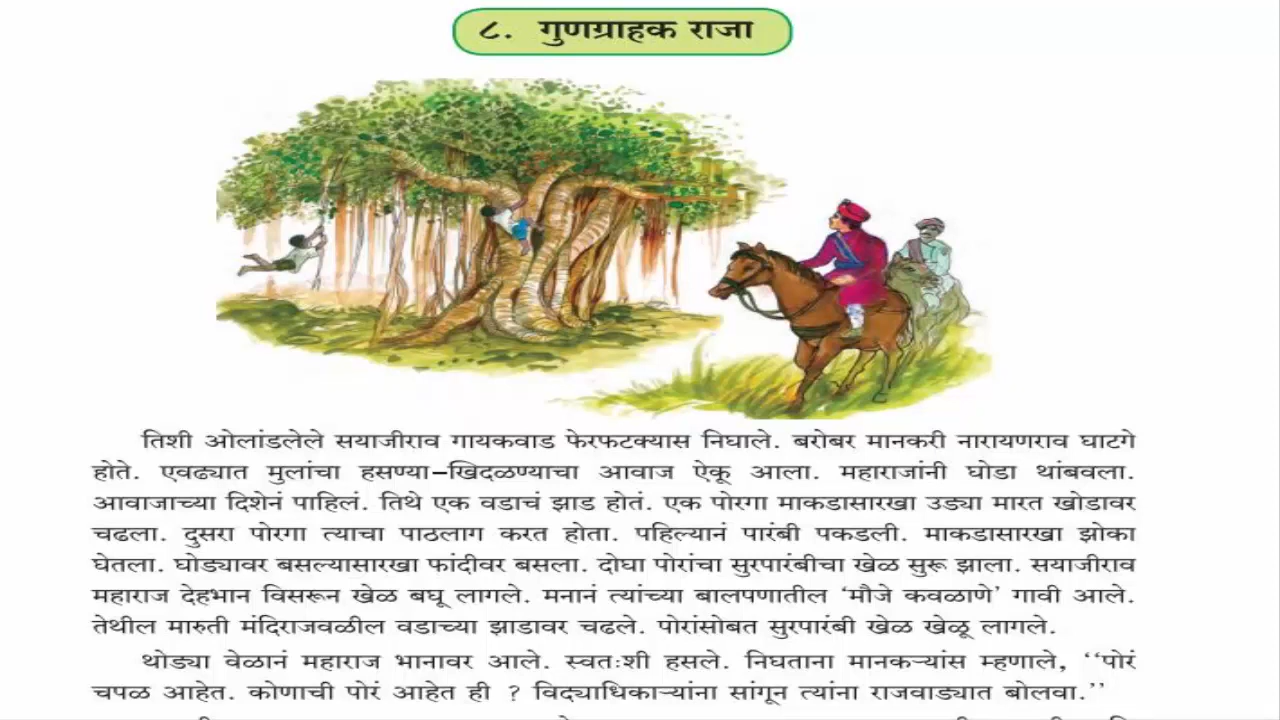 ८. गुणग्राहक राजा
तिशी ओलांडलेले सयाजीराव गायकवाड फेरफटक्यास निघाले. बरोबर मानकरी नारायणराव घाटगे
होते. एवढ्यात मुलांचा हसण्या–खिदळण्याचा आवाज ऐकू आला. महाराजांनी घोडा थांबवला.
आवाजाच्या दिशेनं पाहिलं. तिथे एक वडाचं झाड होतं. एक पोरगा माकडासारखा उड्या मारत खोडावर
चढला. दुसरा पोरगा त्याचा पाठलाग करत होता. पहिल्यानं पारंबी पकडली. माकडासारखा झोका
घेतला. घोड्यावर बसल्यासारखा फांदीवर बसला. दोघा पोरांचा सुरपारंबीचा खेळ सुरू झाला. सयाजीराव
महाराज देहभान विसरून खेळ बघू लागले. मनानं त्यांच्या बालपणातील ‘मौजे कवळाणे’ गावी आले.
तेथील मारुती मंदिराजवळील वडाच्या झाडावर चढले. पोरांसोबत सुरपारंबी खेळ खेळू लागले.
थोड्या वेळानं महाराज भानावर आले. स्वतःशी हसले. निघताना मानकऱ्यांस म्हणाले, ‘‘पोरं
चपळ आहेत. कोणाची पोरं आहेत ही ? विद्याधिकाऱ्यांना सांगून त्यांना राजवाड्यात बोलवा.’’